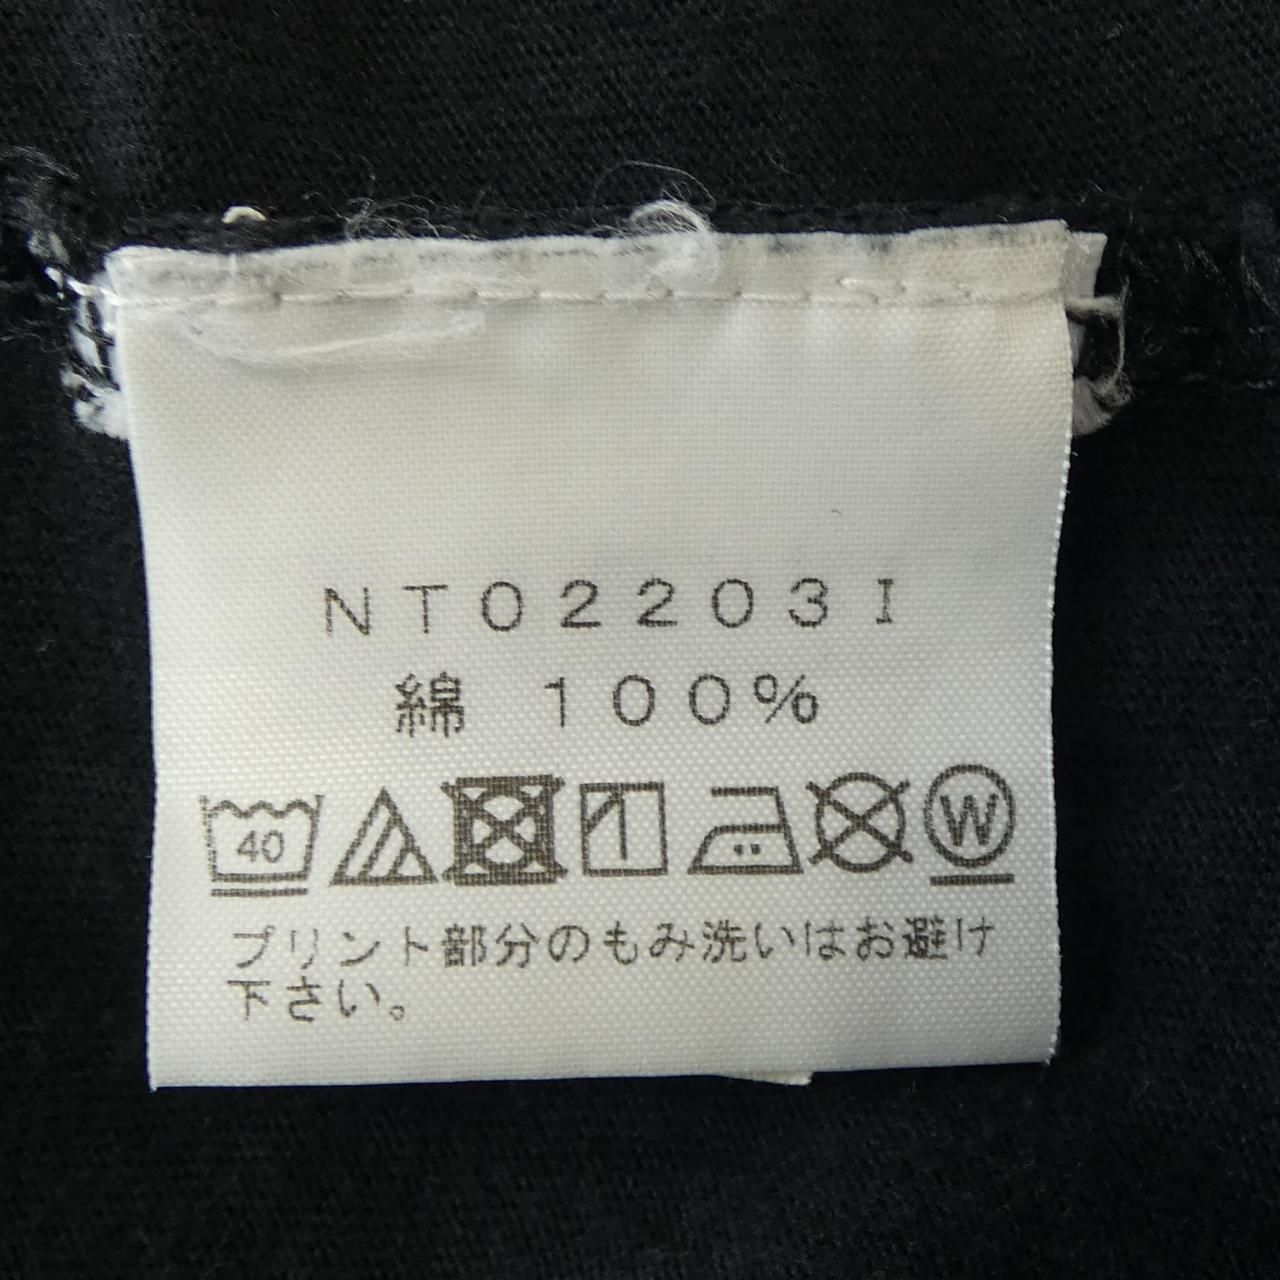 NT02203I
綿 100%
40 W
プリント部分のもみ洗いはお避け
下さい。